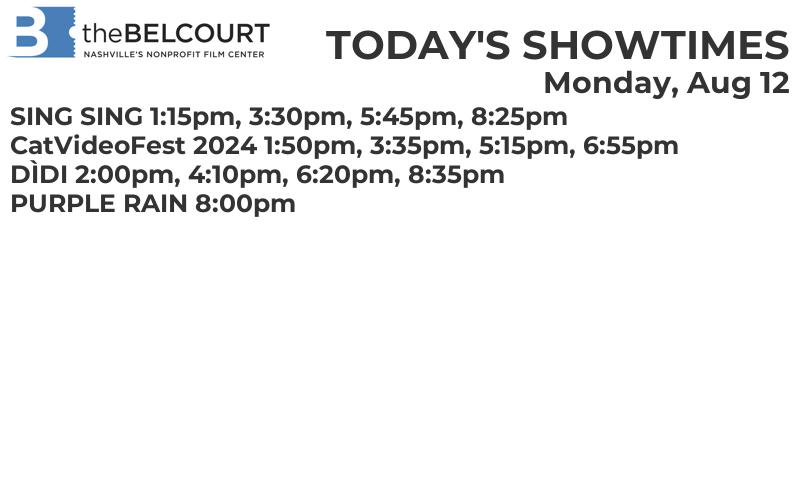 B theBELCOURT
NASHVILLE'S NONPROFIT FILM CENTER
TODAY'S SHOWTIMES
Monday, Aug 12
SING SING 1:15pm, 3:30pm, 5:45pm, 8:25pm
CatVideoFest 2024 1:50pm, 3:35pm, 5:15pm, 6:55pm
DÌDI 2:00pm, 4:10pm, 6:20pm, 8:35pm
PURPLE RAIN 8:00pm